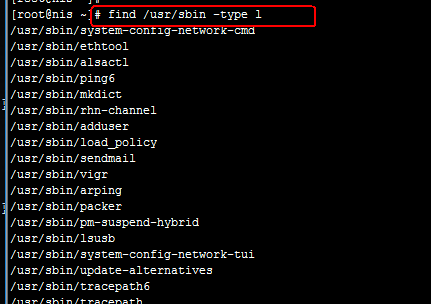 [root@nis ~]# find /usr/sbin -type l
/usr/sbin/system-config-network-cmd
/usr/sbin/ethtool
/usr/sbin/alsactl
/usr/sbin/ping6
/usr/sbin/mkdict
/usr/sbin/rhn-channel
/usr/sbin/adduser
/usr/sbin/load_policy
/usr/sbin/sendmail
/usr/sbin/vigr
/usr/sbin/arping
/usr/sbin/packer
/usr/sbin/pm-suspend-hybrid
/usr/sbin/lsusb
/usr/sbin/system-config-network-tui
/usr/sbin/update-alternatives
/usr/sbin/tracepath6
/usr/sbin/tracepath